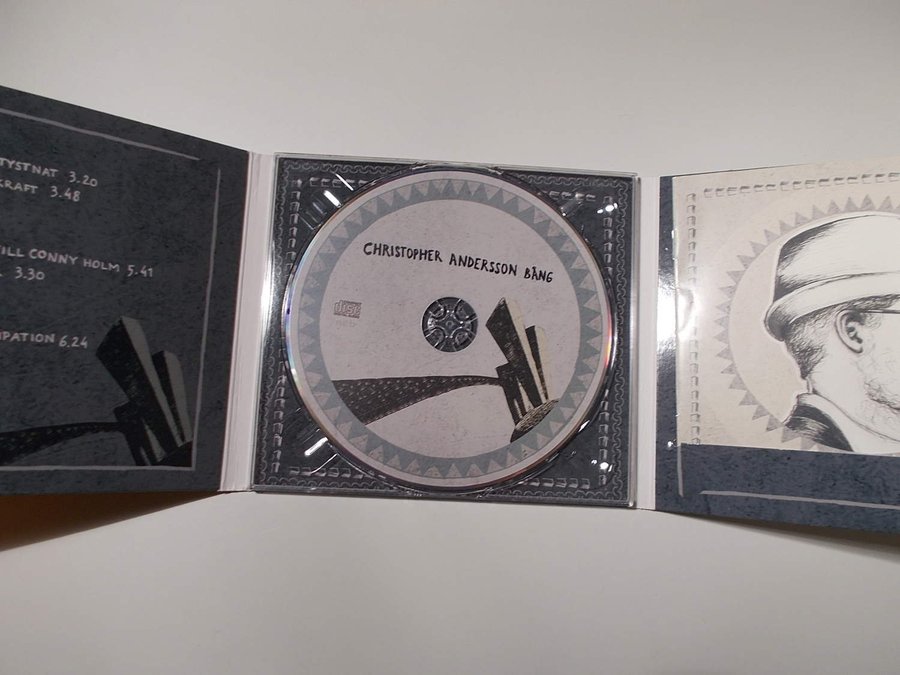 TYSTNAT 3.20
KRAFT 3.48
TILL CONNY HOLM 5.41
3.30
IPATION 6.24
CHRISTOPHER ANDERSSON BÅNG
disc